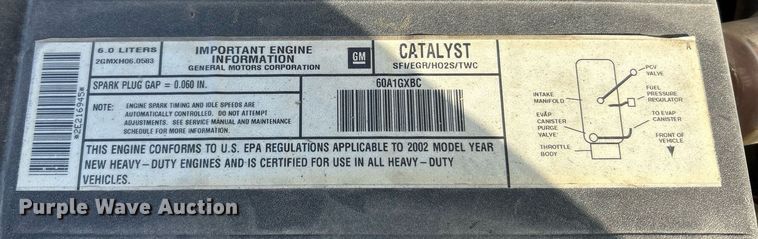 *2E216945*
6.0 LITERS
2GMXH06.0583
IMPORTANT ENGINE
INFORMATION
GENERAL MOTORS CORPORATION
GM
CATALYST
SFI/EGR/HO2S/TWC
SPARK PLUG GAP = 0.060 IN.
NOTE: ENGINE SPARK TIMING AND IDLE SPEEDS ARE
AUTOMATICALLY CONTROLLED. DO NOT ATTEMPT
ADJUSTMENTS. SEE SERVICE MANUAL AND MAINTENANCE
SCHEDULE FOR MORE INFORMATION.
60A1GXBC
THIS ENGINE CONFORMS TO U.S. EPA REGULATIONS APPLICABLE TO 2002 MODEL YEAR
NEW HEAVY-DUTY ENGINES AND IS CERTIFIED FOR USE IN ALL HEAVY-DUTY
VEHICLES.
A
PCV
VALVE
INTAKE
MANIFOLD
FUEL
PRESSURE
REGULATOR
EVAP
CANISTER
PURGE
VALVE
TO EVAP
CANISTER
THROTTLE
BODY
FRONT OF
VEHICLE
Purple Wave Auction